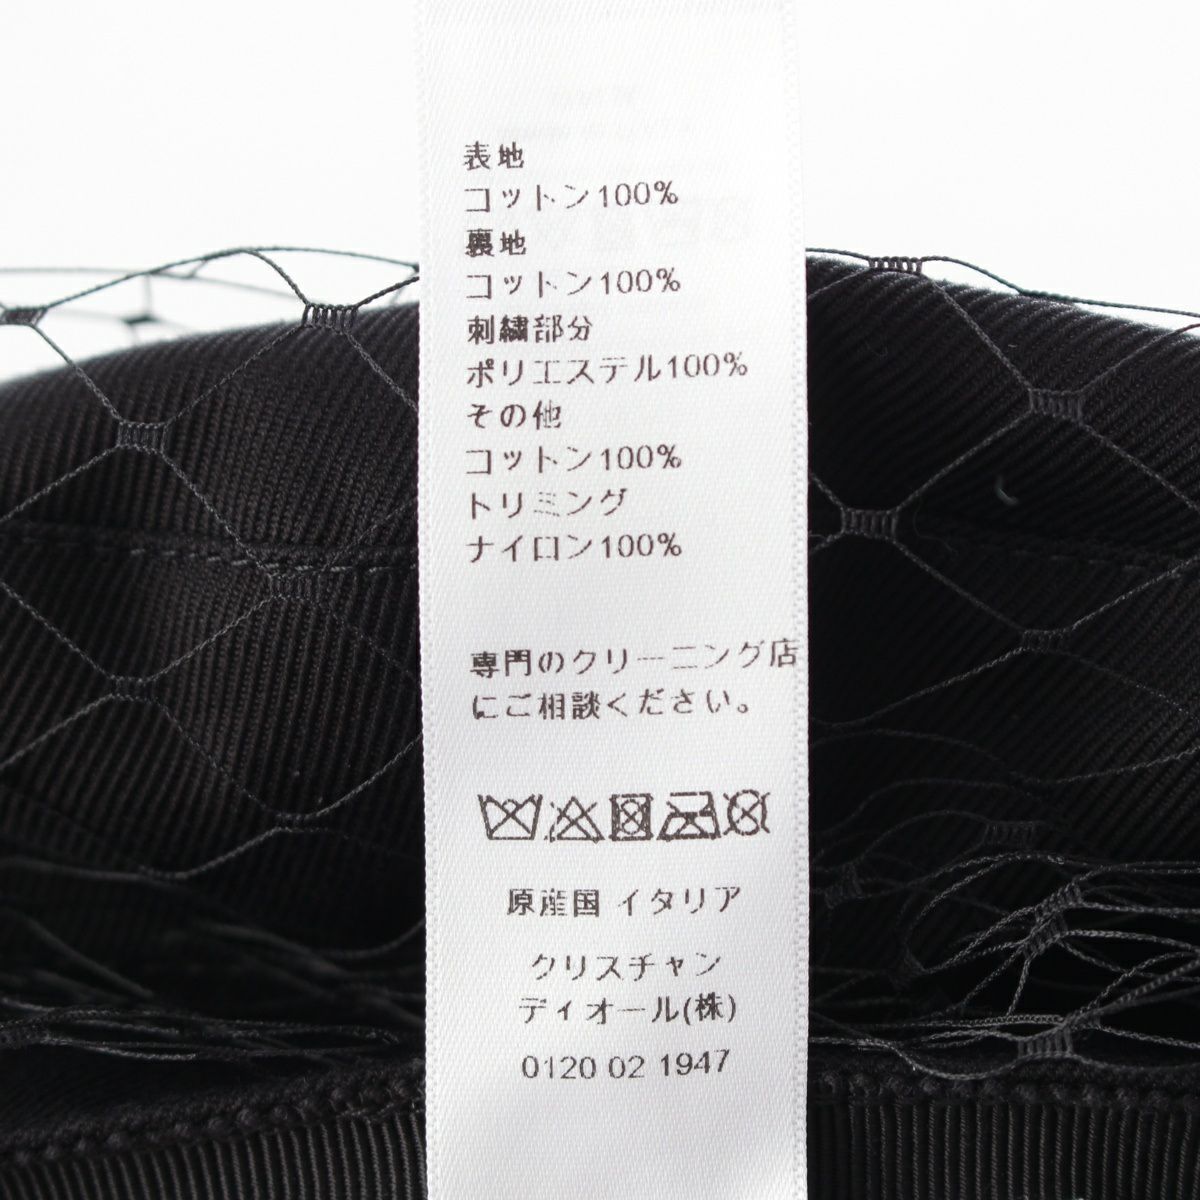 表地
コットン100%
裏地
コットン100%
刺繍部分
ポリエステル100%
その他
コットン100%
トリミング
ナイロン100%
専門のクリーニング店
にご相談ください。
原産国 イタリア
クリスチャン
ディオール(株)
0120 02 1947